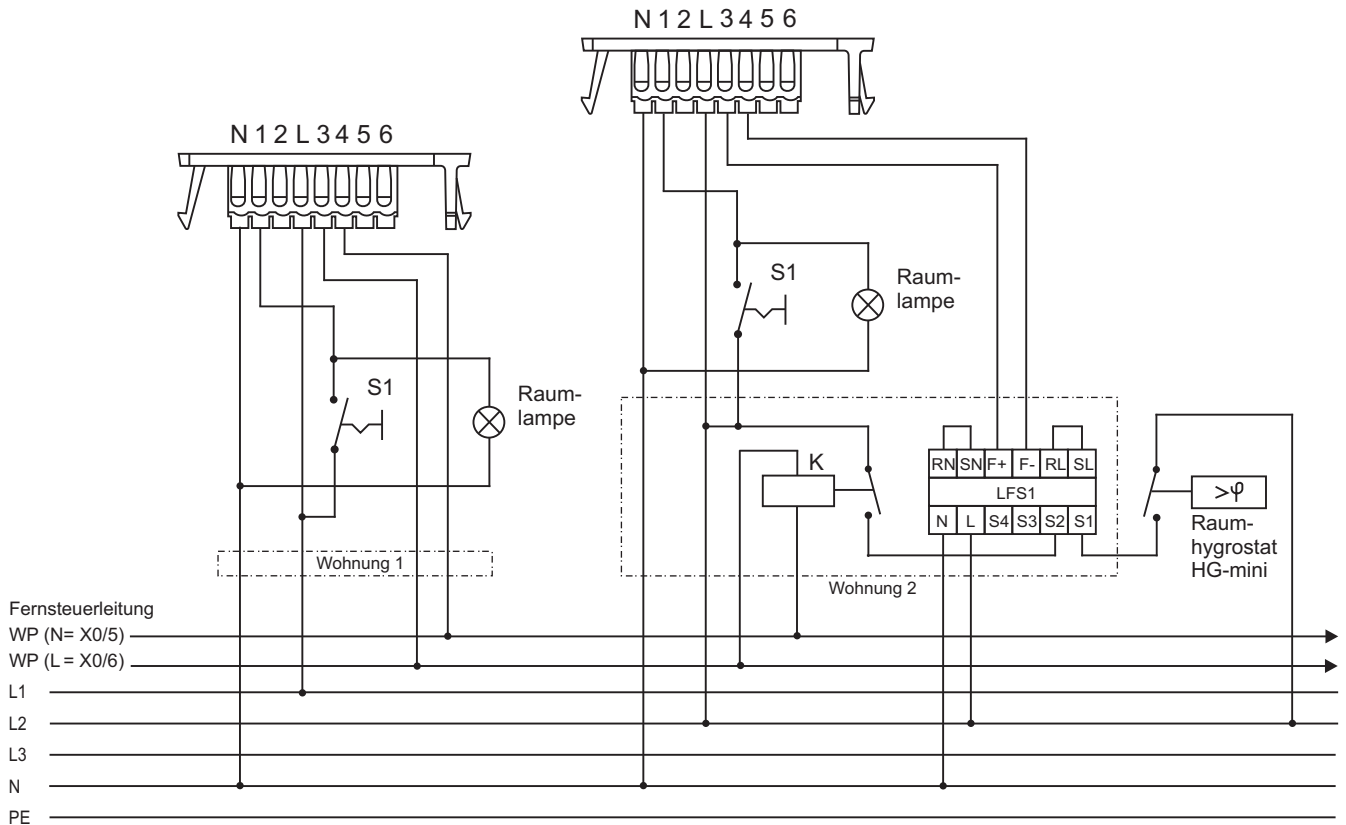 N 1 2 L 3 4 5 6
N 1 2 L 3 4 5 6
S1
Raum-
lampe
S1
Raum-
lampe
K
RN SN F+ F- RL SL
LFS1
N L S4 S3 S2 S1
>φ
Raum-
hygrostat
HG-mini
Wohnung 1
Wohnung 2
Fernsteuerleitung
WP (N= X0/5)
WP (L = X0/6)
L1
L2
L3
N
PE